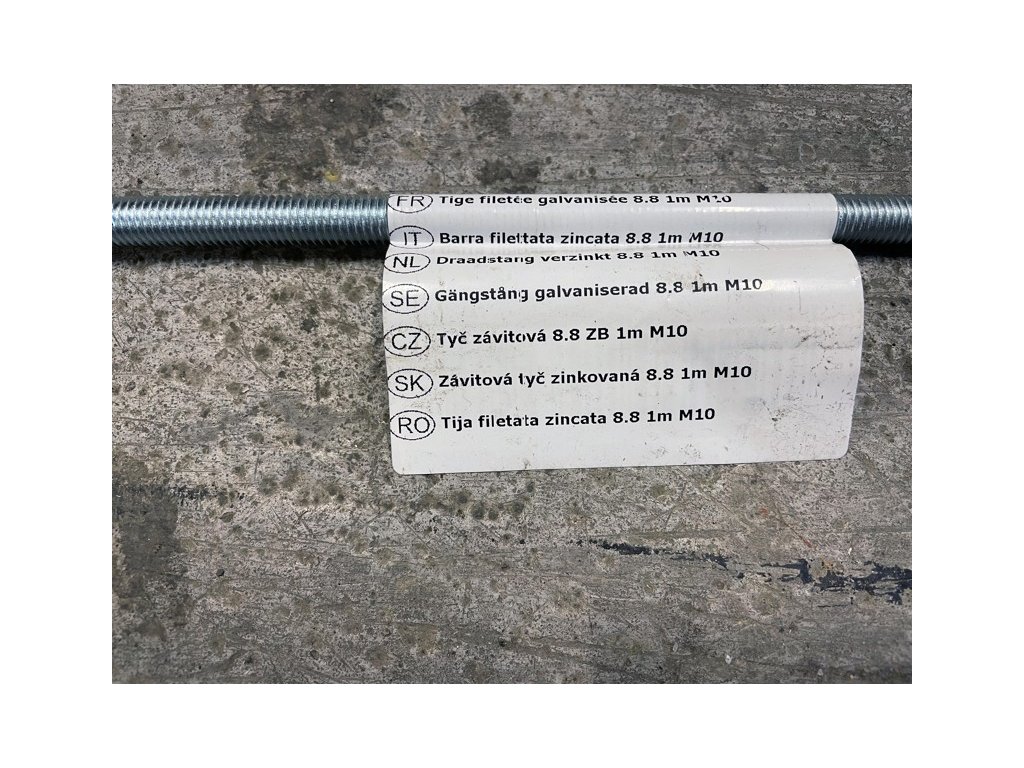 FR Tige filetée galvanisée 8.8 1m M10
IT Barra filettata zincata 8.8 1m M10
NL Draadstang verzinkt 8.8 1m M10
SE Gängstång galvaniserad 8.8 1m M10
CZ Tyč závitová 8.8 ZB 1m M10
SK Závitová tyč zinkovaná 8.8 1m M10
RO Tija filetata zincata 8.8 1m M10